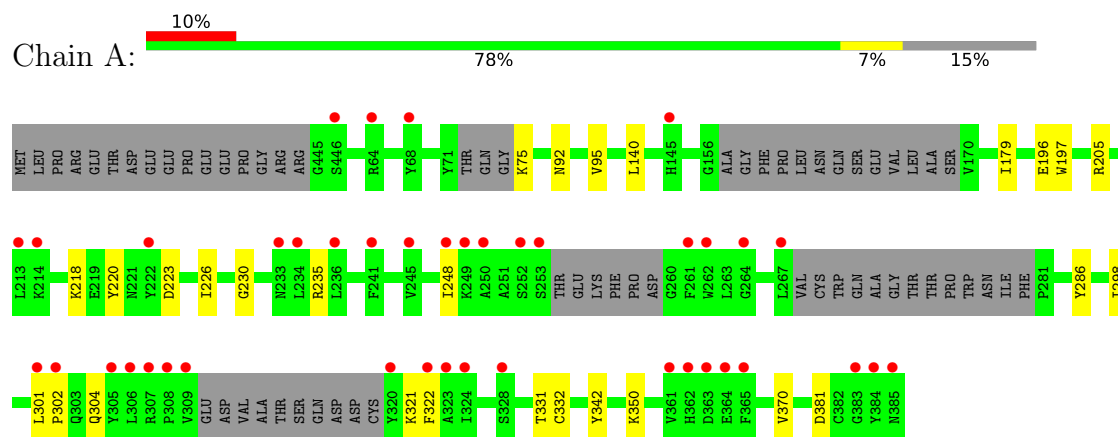 10%
Chain A:
78% 7% 15%
MET LEU PRO ARG GLU THR ASP GLU GLU PRO GLU GLU PRO GLY ARG ARG G445 S446 R64 Y68 Y71 THR GLN GLY K75 N92 V95 L140 H145 G156 ALA GLY PHE PRO LEU ASN GLN SER GLU VAL LEU ALA SER V170 I179 E196 W197 R205
L213 K214 K218 E219 Y220 N221 Y222 D223 I226 G230 N233 L234 R235 L236 F241 V245 I248 K249 A250 A251 S252 S253 THR GLU LYS PHE PRO ASP G260 F261 W262 L263 G264 L267 VAL CYS TRP GLN ALA GLY THR THR PRO TRP ASN ILE PHE P281 Y286 I298
L301 P302 Q303 Q304 Y305 L306 R307 P308 V309 GLU ASP VAL ALA THR SER GLN ASP ASP CYS Y320 K321 F322 A323 I324 S328 T331 C332 Y342 K350 V361 H362 D363 E364 F365 V370 D381 C382 G383 Y384 N385